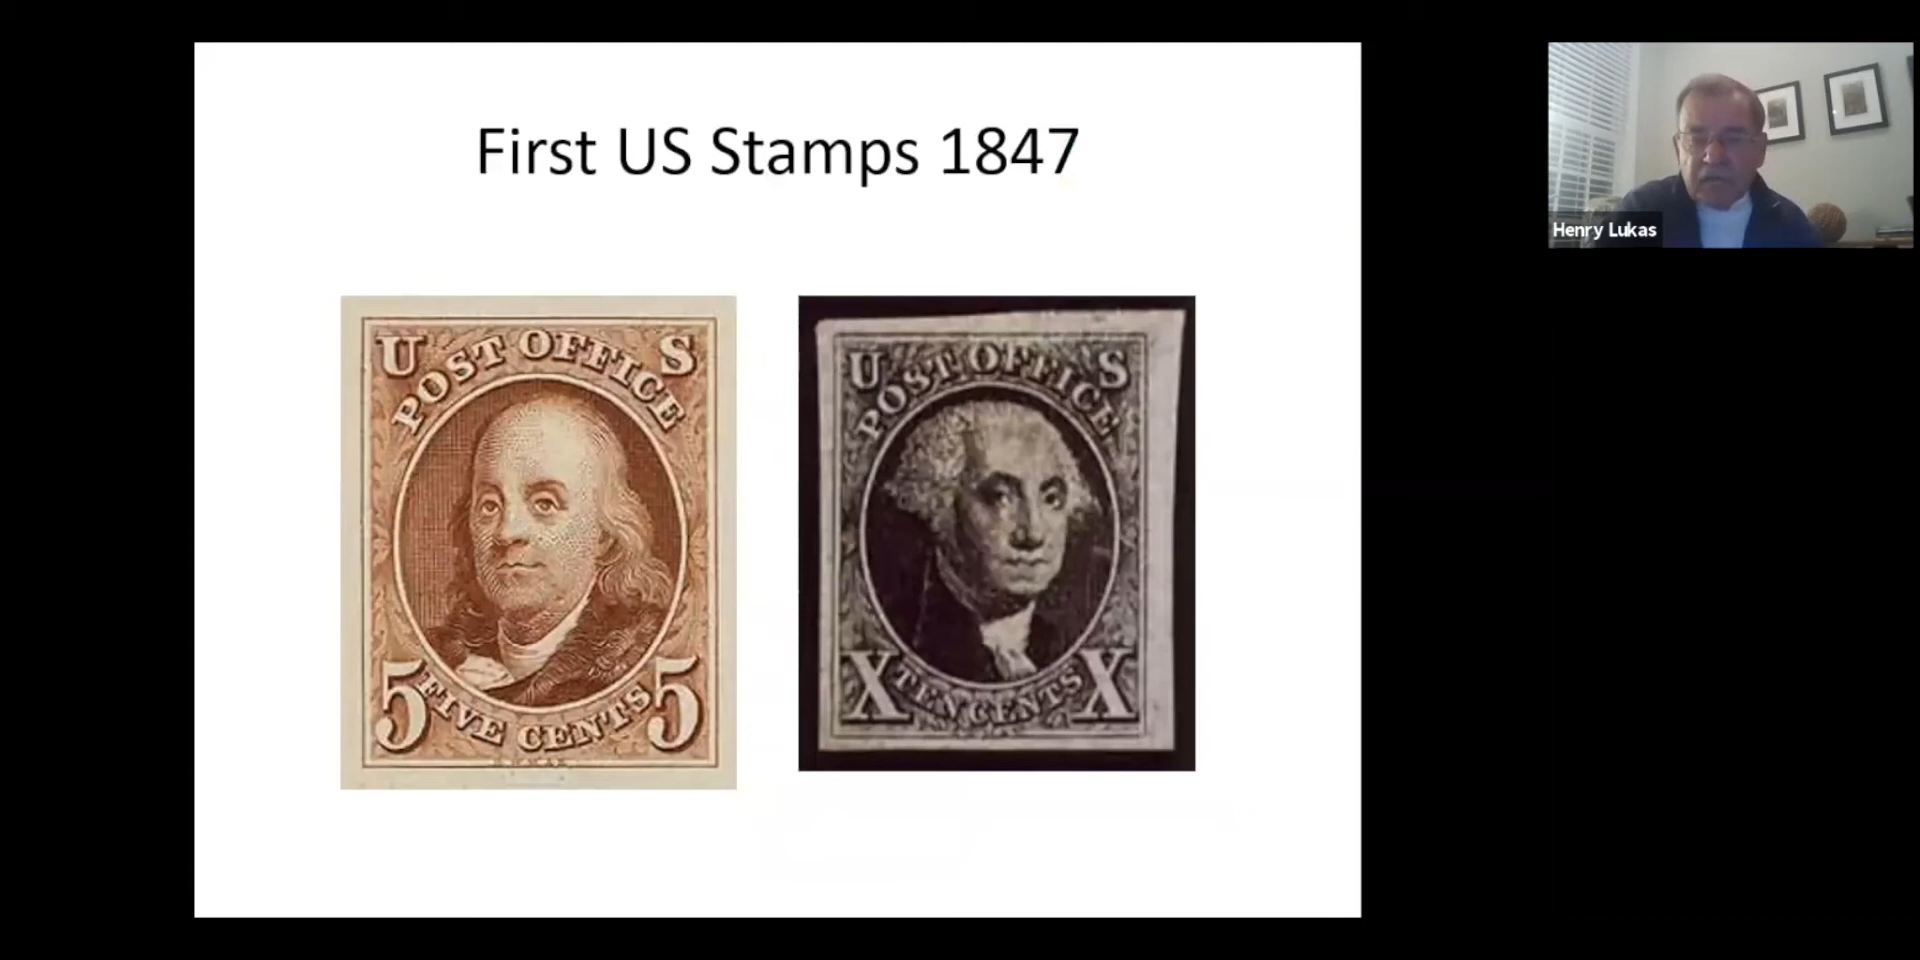 First US Stamps 1847
U S
POST OFFICE
5 5
FIVE CENTS
U S
POST OFFICE
X X
TEN CENTS
Henry Lukas